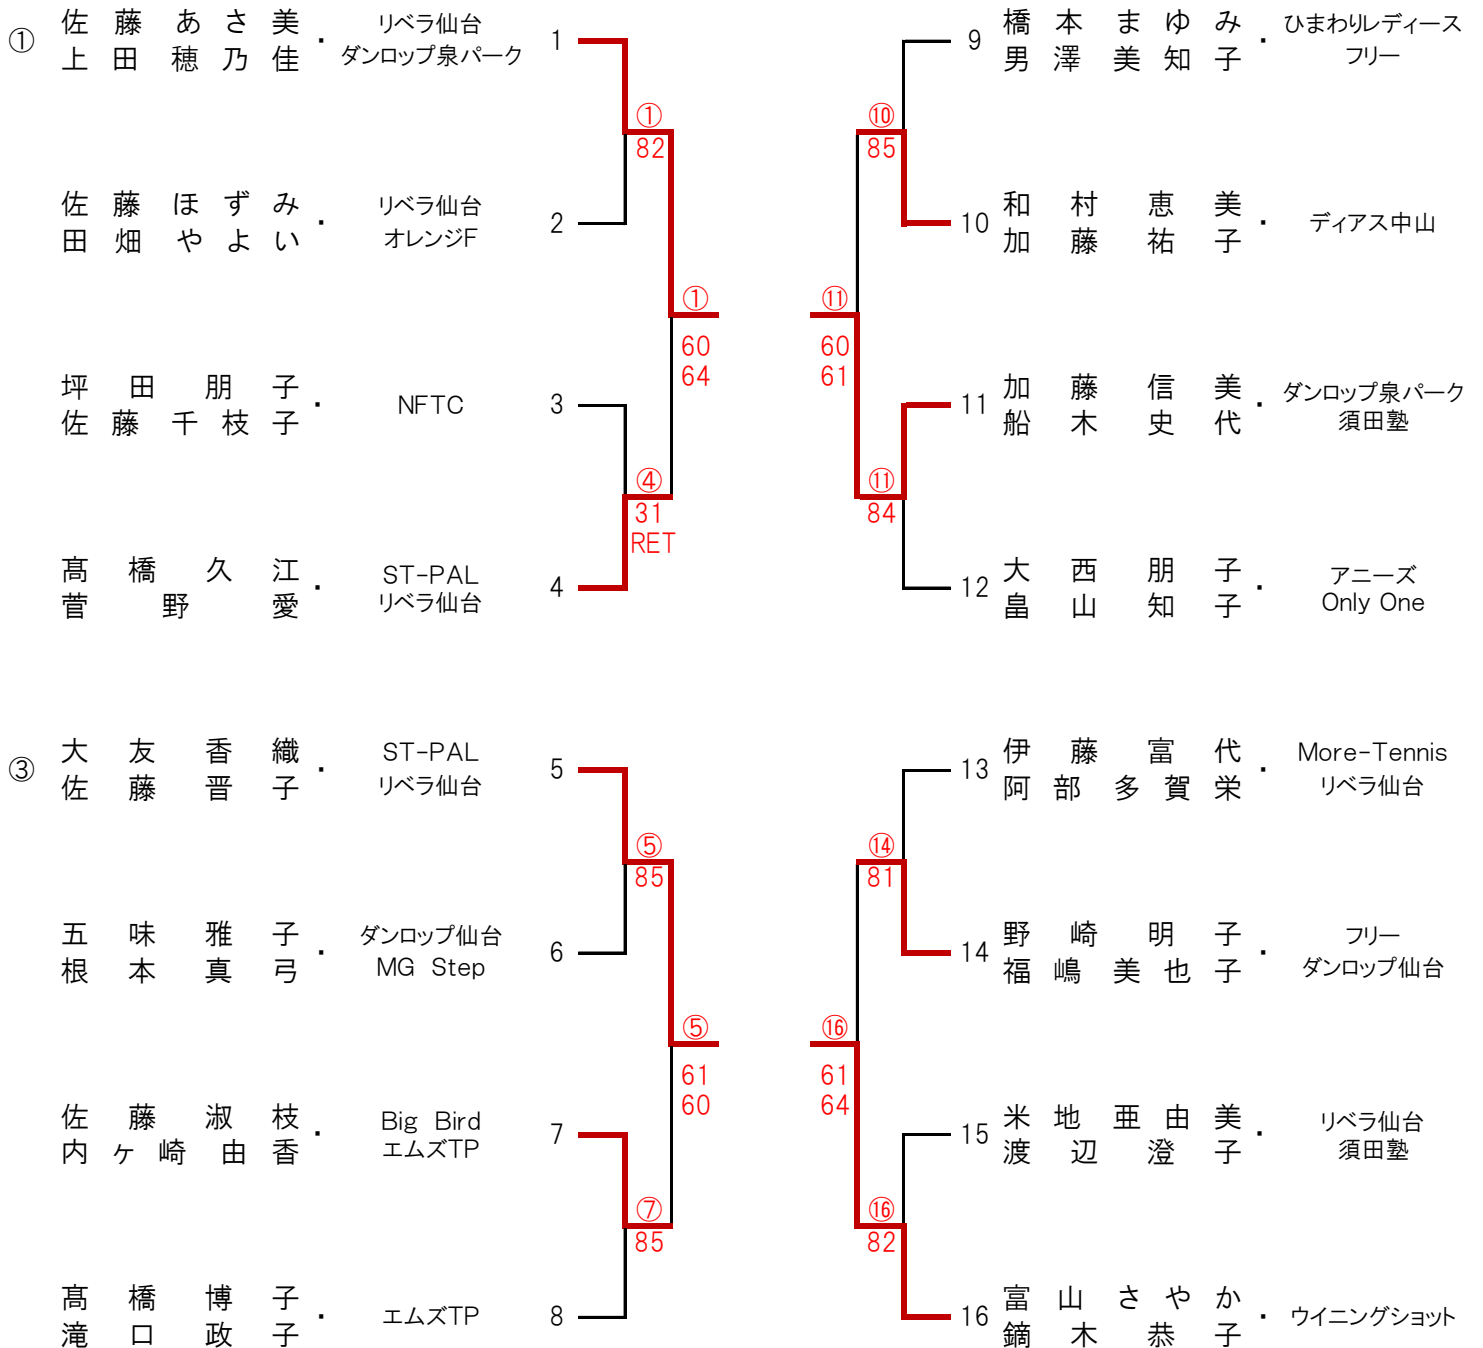 ①
佐藤あさ美・
上田穂乃佳
リベラ仙台
ダンロップ泉パーク
1
①
82
佐藤ほずみ・
田畑やよい
リベラ仙台
オレンジF
2
①
60
64
坪田朋子・
佐藤千枝子
NFTC
3
④
31
RET
髙橋久江・
菅野愛
ST-PAL
リベラ仙台
4
③
大友香織・
佐藤晋子
ST-PAL
リベラ仙台
5
⑤
85
五味雅子・
根本真弓
ダンロップ仙台
MG Step
6
⑤
61
60
佐藤淑枝・
内ヶ崎由香
Big Bird
エムズTP
7
⑦
85
髙橋博子・
滝口政子
エムズTP
8
9
橋本まゆみ・
男澤美知子
ひまわりレディース
フリー
⑩
85
10
和村恵美・
加藤祐子
ディアス中山
⑪
60
61
11
加藤信美・
船木史代
ダンロップ泉パーク
須田塾
⑪
84
12
大西朋子・
畠山知子
アニーズ
Only One
13
伊藤富代・
阿部多賀栄
More-Tennis
リベラ仙台
⑭
81
14
野崎明子・
福嶋美也子
フリー
ダンロップ仙台
⑯
61
64
15
米地亜由美・
渡辺澄子
リベラ仙台
須田塾
⑯
82
16
富山さやか・
鏑木恭子
ウイニングショット